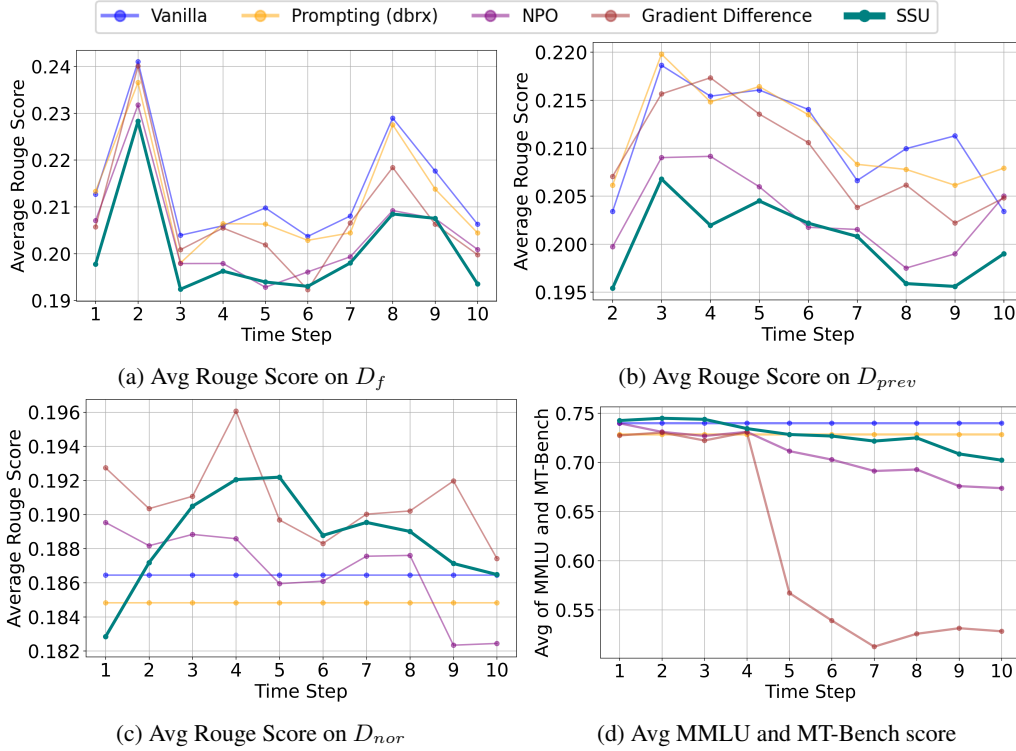 Vanilla Prompting (dbrx) NPO Gradient Difference SSU
Average Rouge Score
0.24
0.23
0.22
0.21
0.20
0.19
1 2 3 4 5 6 7 8 9 10
Time Step
(a) Avg Rouge Score on D_f
Average Rouge Score
0.220
0.215
0.210
0.205
0.200
0.195
2 3 4 5 6 7 8 9 10
Time Step
(b) Avg Rouge Score on D_prev
Average Rouge Score
0.196
0.194
0.192
0.190
0.188
0.186
0.184
0.182
1 2 3 4 5 6 7 8 9 10
Time Step
(c) Avg Rouge Score on D_nor
Avg of MMLU and MT-Bench
0.75
0.70
0.65
0.60
0.55
1 2 3 4 5 6 7 8 9 10
Time Step
(d) Avg MMLU and MT-Bench score